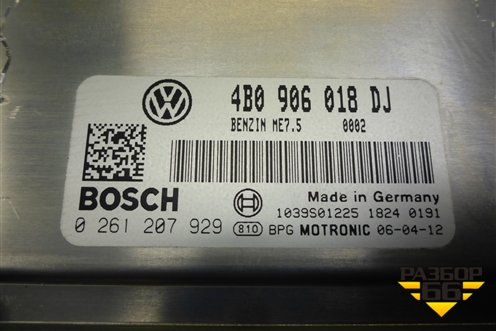 4B0 906 018 DJ
BENZIN ME7.5 0002
BOSCH
Made in Germany
1039S01225 1824 0191
0 261 207 929
810 BPG MOTRONIC 06-04-12
РАЗБОР
66